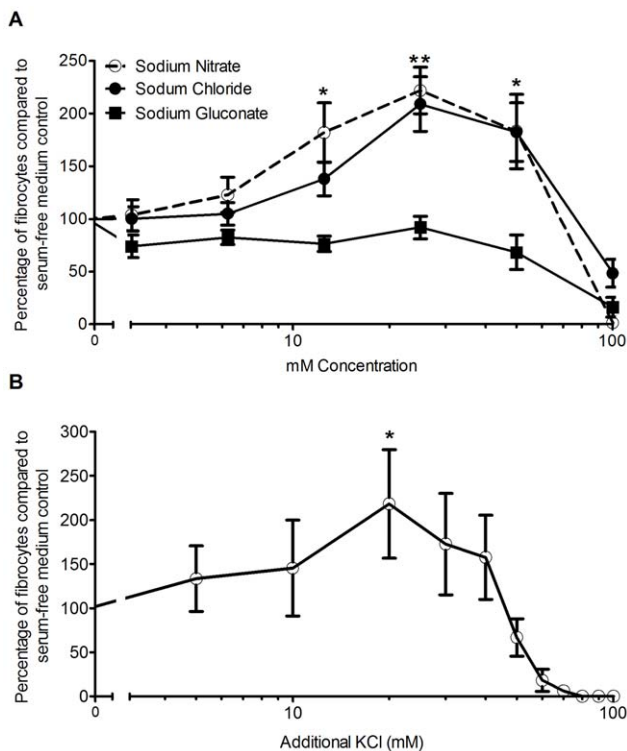 A
Percentage of fibrocytes compared to
serum-free medium control
250
200
150
100
50
0
Sodium Nitrate
Sodum Chloride
Sodium Gluconate
*
**
*
0
10
100
mM Concentration
B
Percentage of fibrocytes compared to
serum-free medium control
300
250
200
150
100
50
0
*
0
10
100
Additional KCl (mM)